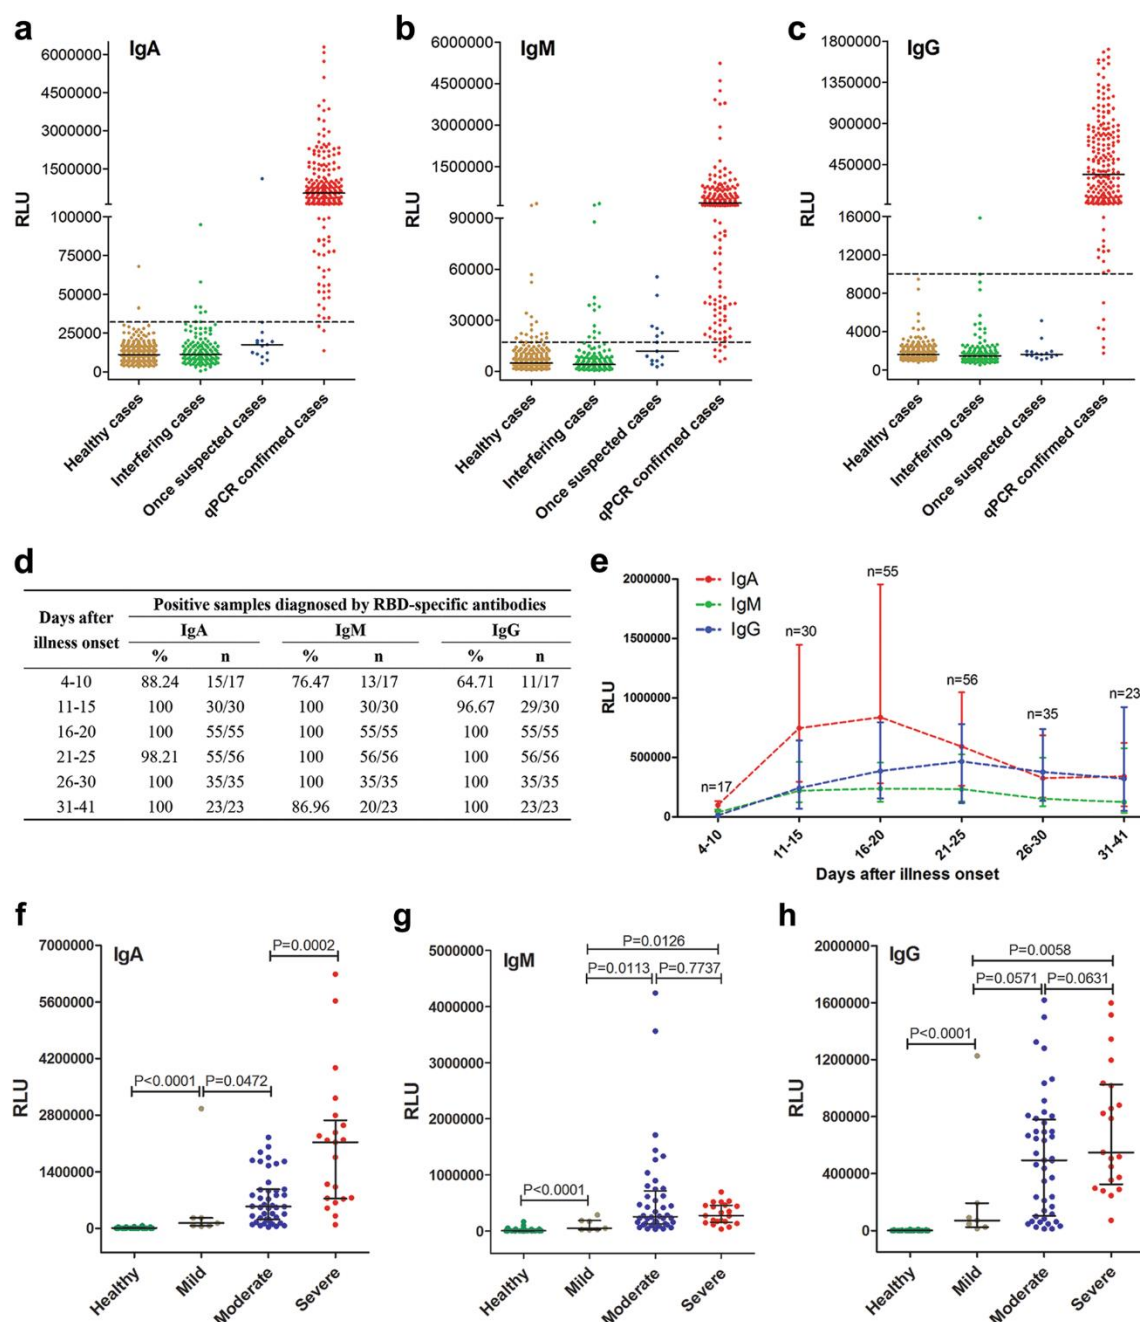 a
IgA
RLU
6000000
4500000
3000000
1500000
100000
75000
50000
25000
0
Healthy cases
Interfering cases
Once suspected cases
qPCR confirmed cases
b
IgM
RLU
6000000
4500000
3000000
1500000
90000
60000
30000
0
Healthy cases
Interfering cases
Once suspected cases
qPCR confirmed cases
c
IgG
RLU
1800000
1350000
900000
450000
16000
12000
8000
4000
0
Healthy cases
Interfering cases
Once suspected cases
qPCR confirmed cases
d
Days after illness onset Positive samples diagnosed by RBD-specific antibodies
IgA IgM IgG
% n % n % n
4-10 88.24 15/17 76.47 13/17 64.71 11/17
11-15 100 30/30 100 30/30 96.67 29/30
16-20 100 55/55 100 55/55 100 55/55
21-25 98.21 55/56 100 56/56 100 56/56
26-30 100 35/35 100 35/35 100 35/35
31-41 100 23/23 86.96 20/23 100 23/23
e
IgA
IgM
IgG
RLU
2000000
1500000
1000000
500000
0
n=17
n=30
n=55
n=56
n=35
n=23
4-10
11-15
16-20
21-25
26-30
31-41
Days after illness onset
f
IgA
RLU
7000000
5600000
4200000
2800000
1400000
0
P=0.0002
P<0.0001
P=0.0472
Healthy
Mild
Moderate
Severe
g
IgM
RLU
5000000
4000000
3000000
2000000
1000000
0
P=0.0126
P=0.0113
P=0.7737
P<0.0001
Healthy
Mild
Moderate
Severe
h
IgG
RLU
2000000
1600000
1200000
800000
400000
0
P=0.0058
P=0.0571
P=0.0631
P<0.0001
Healthy
Mild
Moderate
Severe